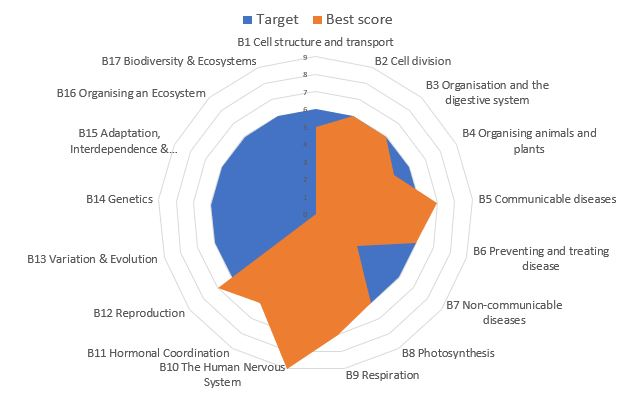 Target Best score
B1 Cell structure and transport
B2 Cell division
B3 Organisation and the
digestive system
B4 Organising animals and
plants
B5 Communicable diseases
B6 Preventing and treating
disease
B7 Non-communicable
diseases
B8 Photosynthesis
B9 Respiration
B10 The Human Nervous
System
B11 Hormonal Coordination
B12 Reproduction
B13 Variation & Evolution
B14 Genetics
B15 Adaptation,
Interdependence &...
B16 Organising an Ecosystem
B17 Biodiversity & Ecosystems
9
8
7
6
5
4
3
2
1
0